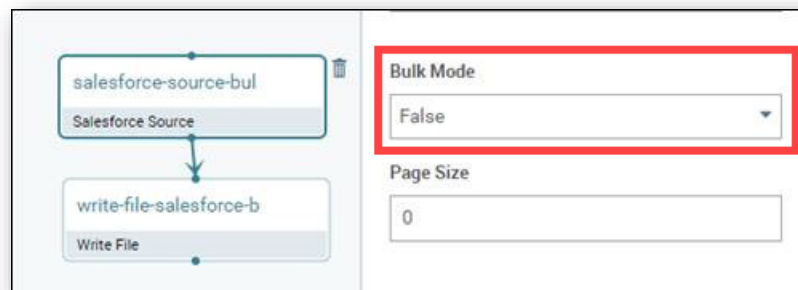 salesforce-source-bul
Salesforce Source
write-file-salesforce-b
Write File
Bulk Mode
False
Page Size
0